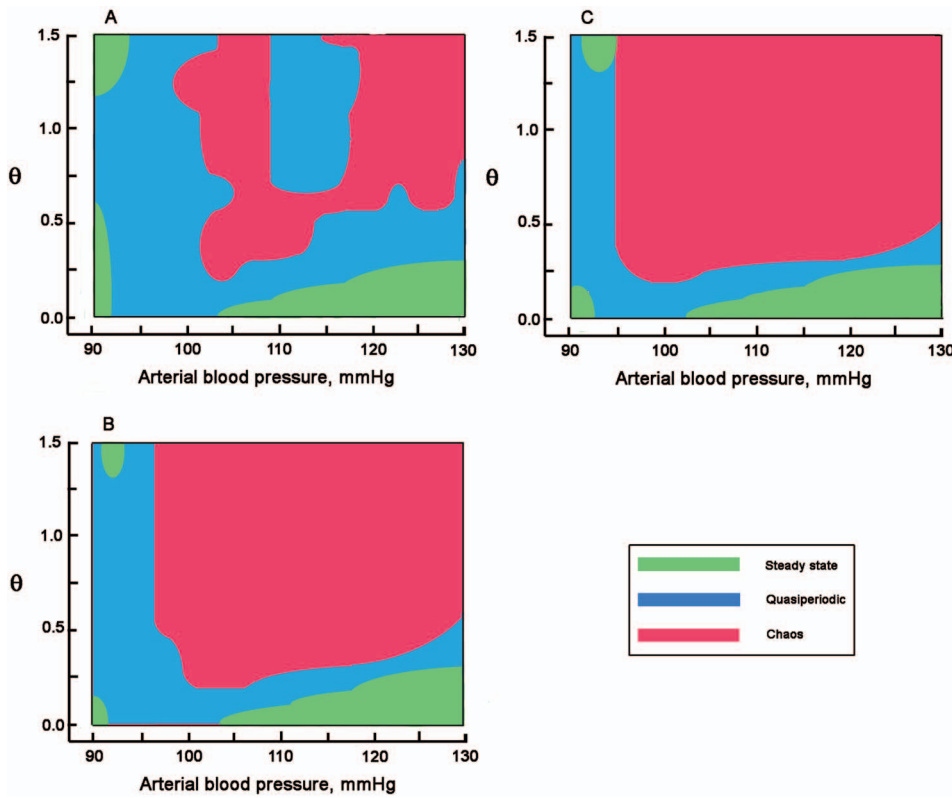 A
1.5
1.0
θ
0.5
0.0
90 100 110 120 130
Arterial blood pressure, mmHg
C
1.5
1.0
θ
0.5
0.0
90 100 110 120 130
Arterial blood pressure, mmHg
B
1.5
1.0
θ
0.5
0.0
90 100 110 120 130
Arterial blood pressure, mmHg
Steady state
Quasiperiodic
Chaos